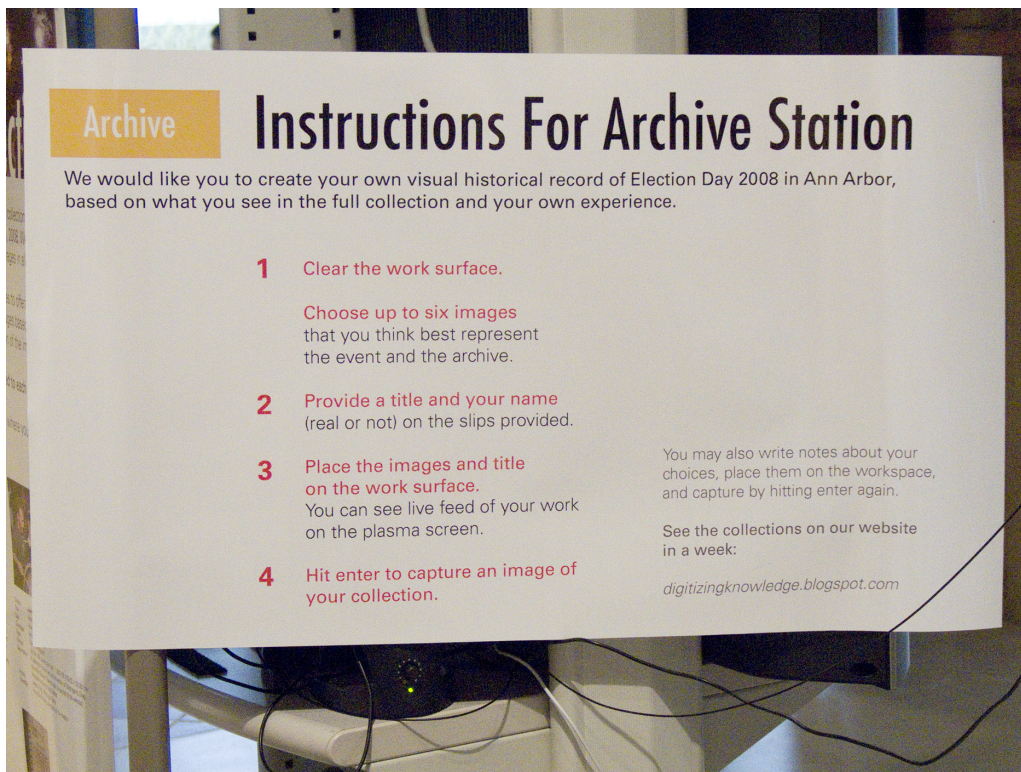 Archive
Instructions For Archive Station
We would like you to create your own visual historical record of Election Day 2008 in Ann Arbor,
based on what you see in the full collection and your own experience.
1 Clear the work surface.
Choose up to six images
that you think best represent
the event and the archive.
2 Provide a title and your name
(real or not) on the slips provided.
3 Place the images and title
on the work surface.
You can see live feed of your work
on the plasma screen.
4 Hit enter to capture an image of
your collection.
You may also write notes about your
choices, place them on the workspace,
and capture by hitting enter again.
See the collections on our website
in a week:
digitizingknowledge.blogspot.com